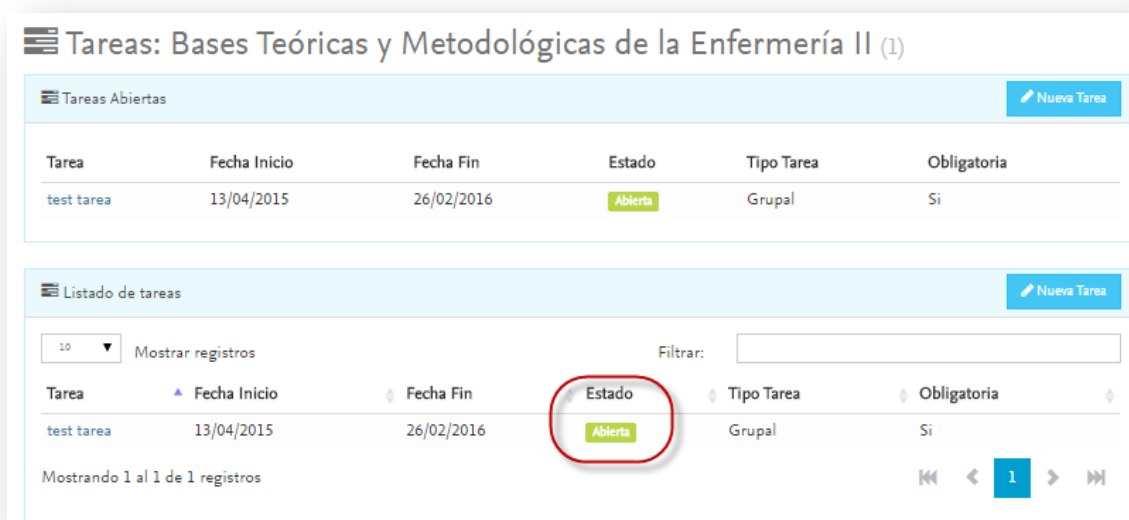 Tareas: Bases Teóricas y Metodológicas de la Enfermería II (1)
Tareas Abiertas Nueva Tarea
Tarea Fecha Inicio Fecha Fin Estado Tipo Tarea Obligatoria
test tarea 13/04/2015 26/02/2016 Abierta Grupal Si
Listado de tareas Nueva Tarea
10 Mostrar registros Filtrar:
Tarea Fecha Inicio Fecha Fin Estado Tipo Tarea Obligatoria
test tarea 13/04/2015 26/02/2016 Abierta Grupal Si
Mostrando 1 al 1 de 1 registros 1